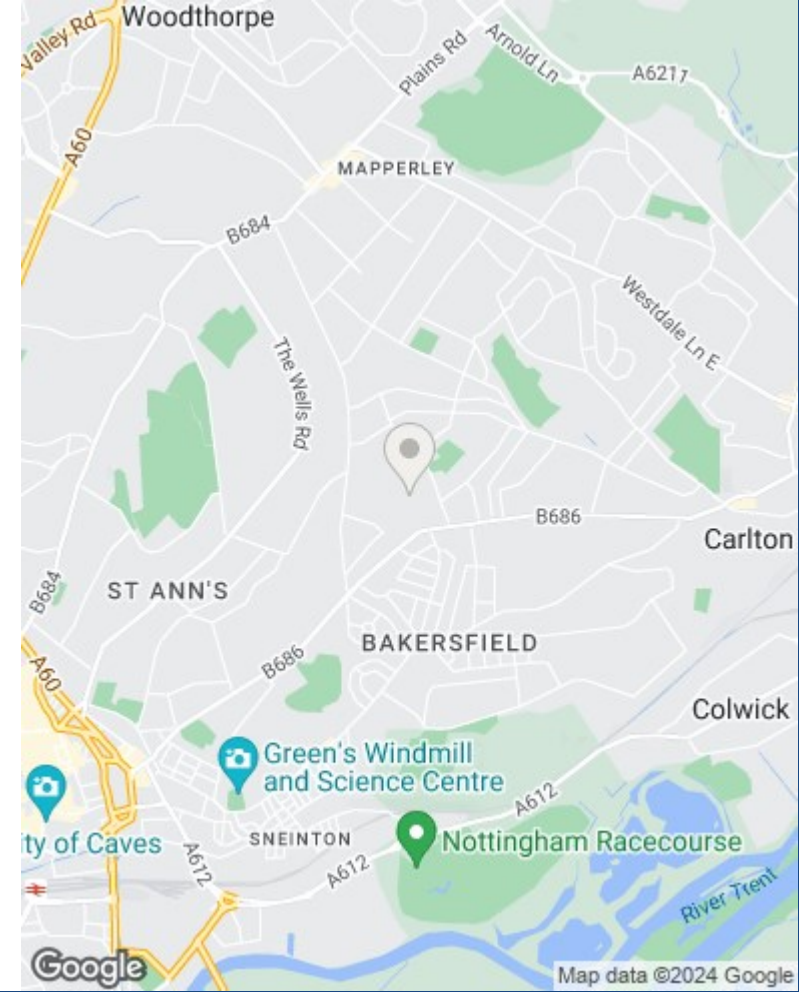 Woodthorpe
Valley Rd
Plains Rd
Arnold Ln
A6211
A60
MAPPERLEY
B684
Westdale Ln E
The Wells Rd
B686
Carlton
B684
ST ANN'S
BAKERSFIELD
B686
A60
Colwick
Green's Windmill
and Science Centre
A612
ity of Caves
SNEINTON
Nottingham Racecourse
A612
A612
River Trent
Google
Map data ©2024 Google